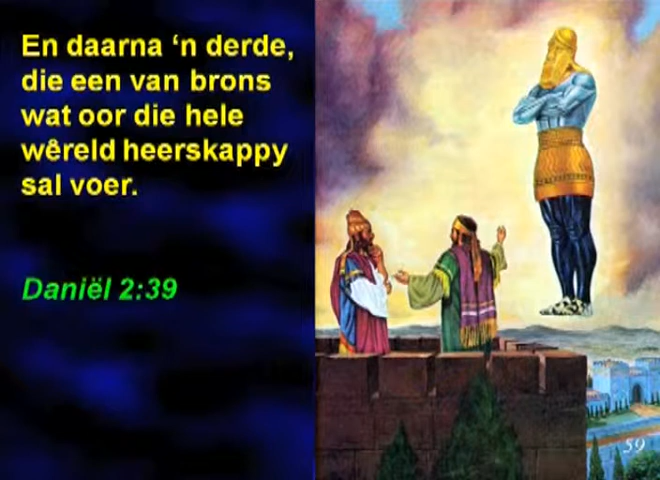 En daarna ‘n derde,
die een van brons
wat oor die hele
wêreld heerskappy
sal voer.
Daniël 2:39
59